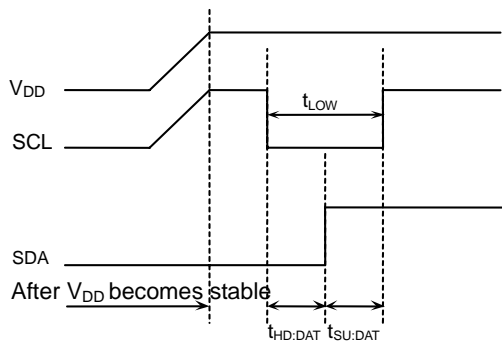 VDD
tLOW
SCL
SDA
After VDD becomes stable
tHD:DAT tSU:DAT